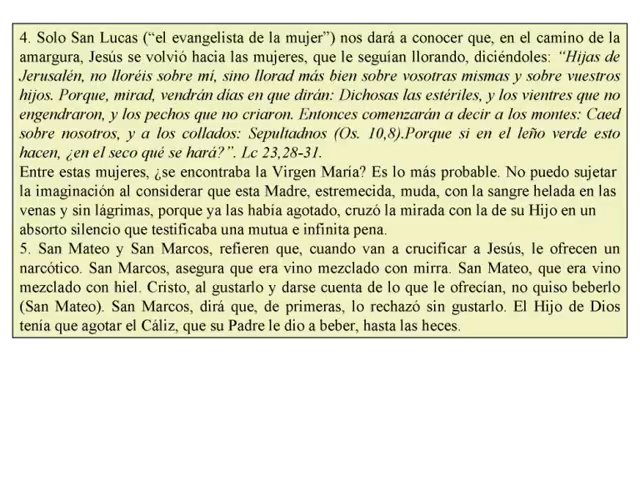 4. Solo San Lucas (“el evangelista de la mujer”) nos dará a conocer que, en el camino de la
amargura, Jesús se volvió hacia las mujeres, que le seguían llorando, diciéndoles: “Hijas de
Jerusalén, no lloréis sobre mí, sino llorad más bien sobre vosotras mismas y sobre vuestros
hijos. Porque, mirad, vendrán días en que dirán: Dichosas las estériles, y los vientres que no
engendraron, y los pechos que no criaron. Entonces comenzarán a decir a los montes: Caed
sobre nosotros, y a los collados: Sepultadnos (Os. 10,8).Porque si en el leño verde esto
hacen, ¿en el seco qué se hará?”. Lc 23,28-31.
Entre estas mujeres, ¿se encontraba la Virgen María? Es lo más probable. No puedo sujetar
la imaginación al considerar que esta Madre, estremecida, muda, con la sangre helada en las
venas y sin lágrimas, porque ya las había agotado, cruzó la mirada con la de su Hijo en un
absorto silencio que testificaba una mutua e infinita pena.
5. San Mateo y San Marcos, refieren que, cuando van a crucificar a Jesús, le ofrecen un
narcótico. San Marcos, asegura que era vino mezclado con mirra. San Mateo, que era vino
mezclado con hiel. Cristo, al gustarlo y darse cuenta de lo que le ofrecían, no quiso beberlo
(San Mateo). San Marcos, dirá que, de primeras, lo rechazó sin gustarlo. El Hijo de Dios
tenía que agotar el Cáliz, que su Padre le dio a beber, hasta las heces.